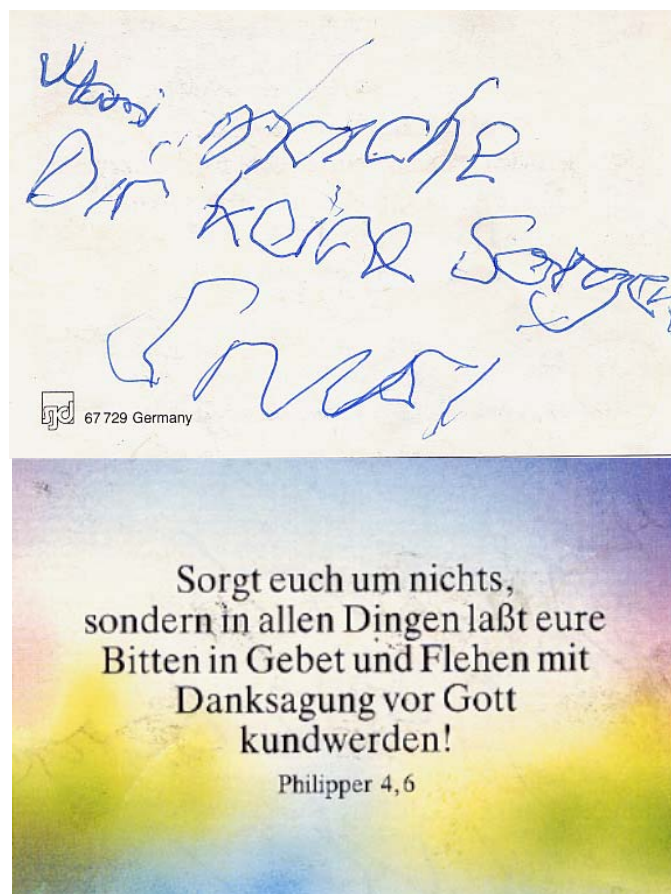 mache
Dir keine Sorgen
67 729 Germany
Sorgt euch um nichts,
sondern in allen Dingen laßt eure
Bitten in Gebet und Flehen mit
Danksagung vor Gott
kundwerden!
Philipper 4,6